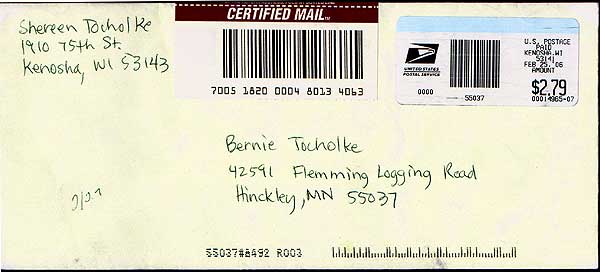 Shereen Tocholke
1910 75th St.
Kenosha, WI 53143
CERTIFIED MAIL™
7005 1820 0004 8013 4063
UNITED STATES
POSTAL SERVICE
0000
55037
U.S. POSTAGE
PAID
KENOSHA.WI
53141
FEB 25.'06
AMOUNT
$2.79
00014965-07
Bernie Tocholke
42591 Flemming Logging Road
Hinckley, MN 55037
55037#8492 R003